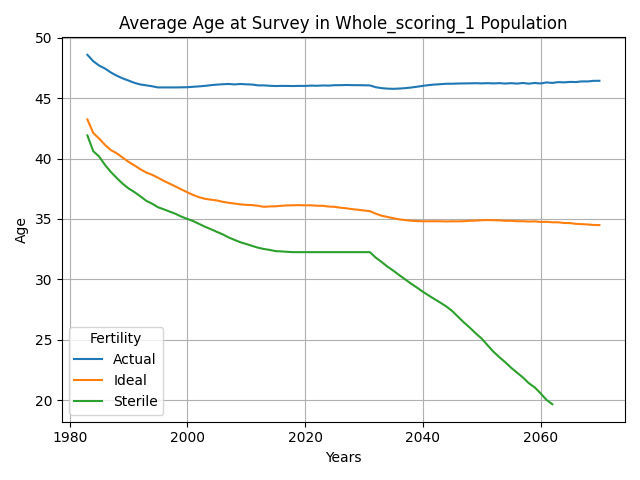 Average Age at Survey in Whole_scoring_1 Population
Age
50
45
40
35
30
25
20
Fertility
Actual
Ideal
Sterile
1980
2000
2020
2040
2060
Years